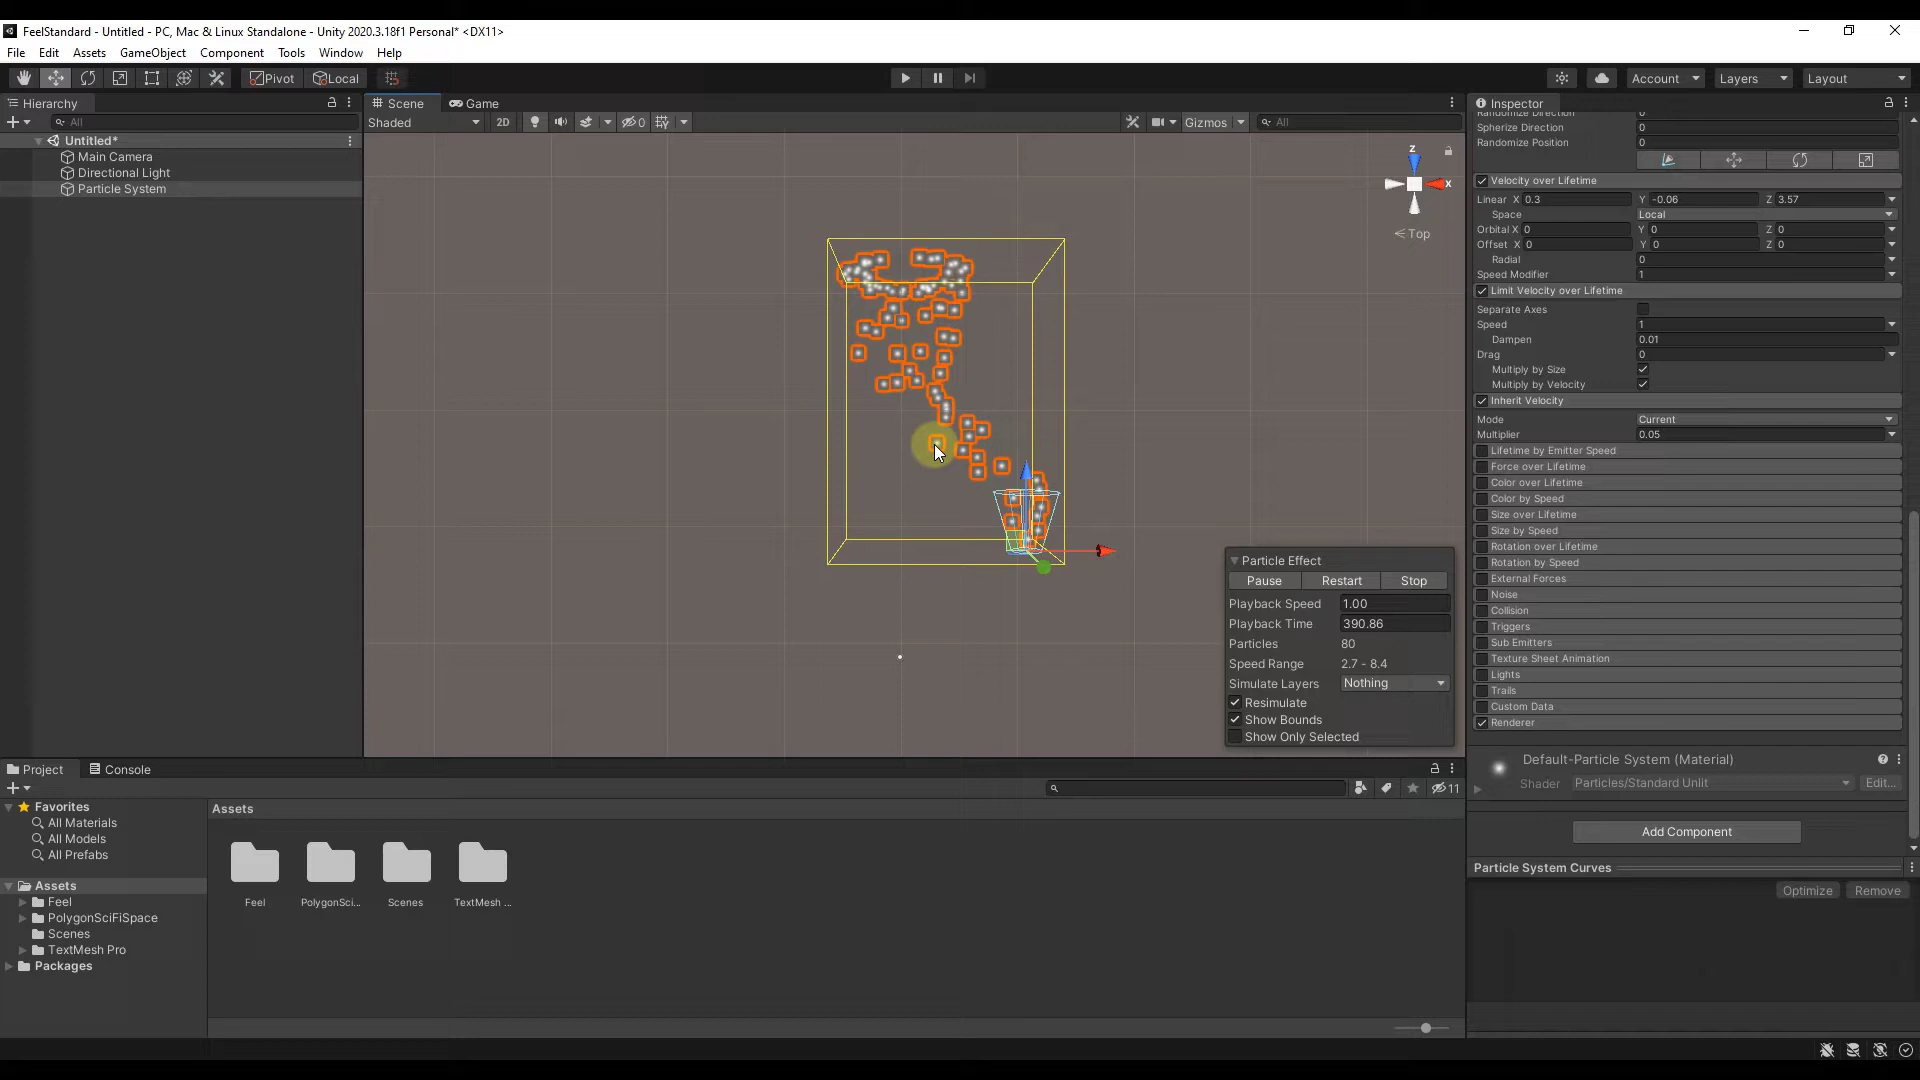 FeelStandard - Untitled - PC, Mac & Linux Standalone - Unity 2020.3.18f1 Personal* <DX11>
File Edit Assets GameObject Component Tools Jobs Window Help
Pivot Local Account Layers Layout
Hierarchy
All
Untitled*
Main Camera
Directional Light
Particle System
Scene Game
Shaded 2D 0 Gizmos All
z
x
Top
Particle Effect
Pause Restart Stop
Playback Speed 1.00
Playback Time 390.86
Particles 80
Speed Range 2.7 - 8.4
Simulate Layers Nothing
Resimulate
Show Bounds
Show Only Selected
Inspector
Randomize Direction 0
Spherize Direction 0
Randomize Position 0
Velocity over Lifetime
Linear X 0.3 Y -0.06 Z 3.57
Space Local
Orbital X 0 Y 0 Z 0
Offset X 0 Y 0 Z 0
Radial 0
Speed Modifier 1
Limit Velocity over Lifetime
Separate Axes
Speed 1
Dampen 0.01
Drag 0
Multiply by Size
Multiply by Velocity
Inherit Velocity
Mode Current
Multiplier 0.05
Lifetime by Emitter Speed
Force over Lifetime
Color over Lifetime
Color by Speed
Size over Lifetime
Size by Speed
Rotation over Lifetime
Rotation by Speed
External Forces
Noise
Collision
Triggers
Sub Emitters
Texture Sheet Animation
Lights
Trails
Custom Data
Renderer
Default-Particle System (Material)
Shader Particles/Standard Unlit Edit...
Add Component
Particle System Curves
Optimize Remove
Project Console
11
Favorites
All Materials
All Models
All Prefabs
Assets
Feel
PolygonSciFiSpace
Scenes
TextMesh Pro
Packages
Assets
Feel PolygonSci... Scenes TextMesh ...